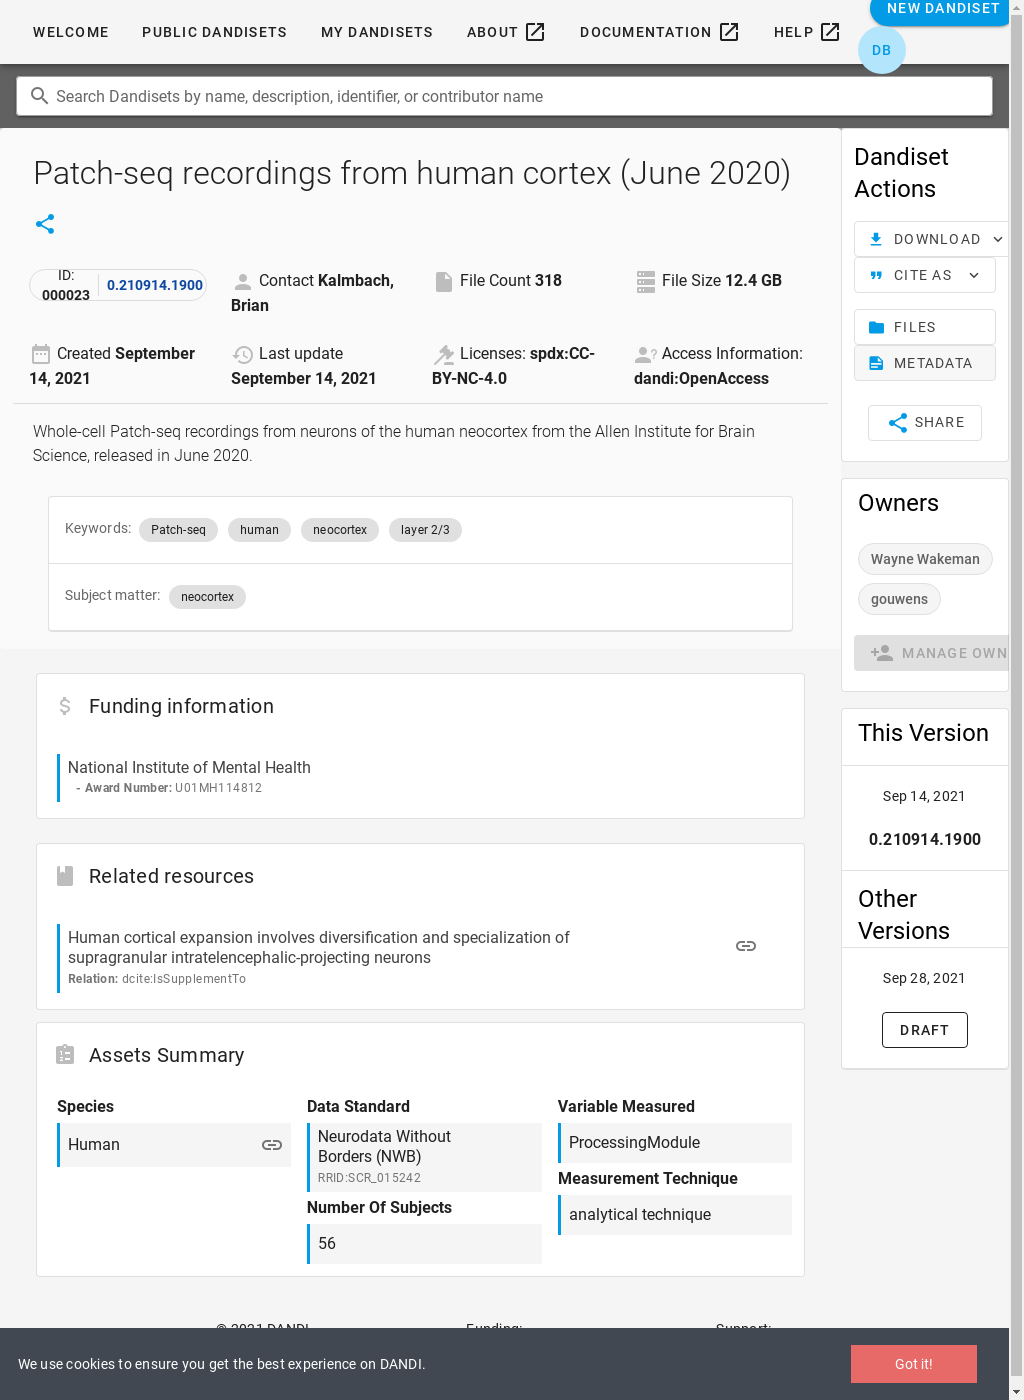 WELCOME PUBLIC DANDISETS MY DANDISETS ABOUT DOCUMENTATION HELP NEW DANDISET
DB
Search Dandisets by name, description, identifier, or contributor name
Patch-seq recordings from human cortex (June 2020)
ID: 000023 0.210914.1900
Contact Kalmbach, Brian
File Count 318
File Size 12.4 GB
Created September 14, 2021
Last update September 14, 2021
Licenses: spdx:CC-BY-NC-4.0
Access Information: dandi:OpenAccess
Whole-cell Patch-seq recordings from neurons of the human neocortex from the Allen Institute for Brain
Science, released in June 2020.
Keywords: Patch-seq human neocortex layer 2/3
Subject matter: neocortex
Funding information
National Institute of Mental Health
- Award Number: U01MH114812
Related resources
Human cortical expansion involves diversification and specialization of
supragranular intratelencephalic-projecting neurons
Relation: dcite:IsSupplementTo
Assets Summary
Species
Human
Data Standard
Neurodata Without
Borders (NWB)
RRID:SCR_015242
Number Of Subjects
56
Variable Measured
ProcessingModule
Measurement Technique
analytical technique
Dandiset
Actions
DOWNLOAD
CITE AS
FILES
METADATA
SHARE
Owners
Wayne Wakeman
gouwens
MANAGE OWN
This Version
Sep 14, 2021
0.210914.1900
Other
Versions
Sep 28, 2021
DRAFT
© 2021 DANDI Funding: Support:
We use cookies to ensure you get the best experience on DANDI.
Got it!